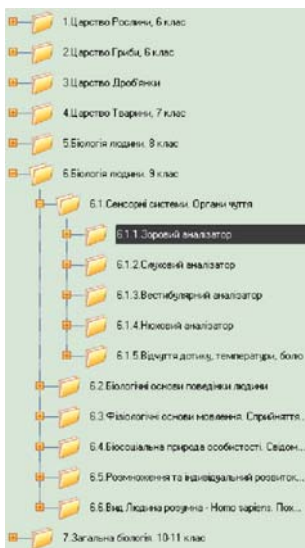 1.Царство Рослини, 6 клас
2.Царство Гриби, 6 клас
3.Царство Дроб'янки
4.Царство Тварини, 7 клас
5.Біологія людини. 8 клас
6.Біологія людини. 9 клас
6.1.Сенсорні системи. Органи чуття
6.1.1.Зоровий аналізатор
6.1.2.Слуховий аналізатор
6.1.3.Вестибулярний аналізатор
6.1.4.Нюховий аналізатор
6.1.5.Відчуття дотику, температури, болю
6.2.Біологічні основи поведінки людини
6.3.Фізіологічні основи мовлення. Сприйняття...
6.4.Біосоціальна природа особистості. Свідом...
6.5.Розмноження та індивідуальний розвиток...
6.6.Вид Людина розумна - Homo sapiens. Пох...
7.Загальна біологія. 10-11 клас